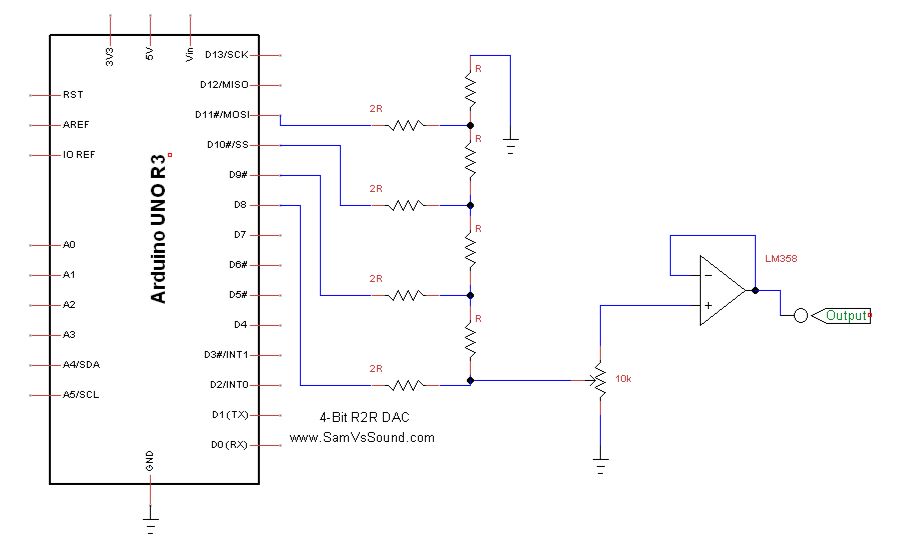 3V3
5V
Vin
RST
AREF
IO REF
A0
A1
A2
A3
A4/SDA
A5/SCL
GND
Arduino UNO R3
D13/SCK
D12/MISO
D11#/MOSI
D10#/SS
D9#
D8
D7
D6#
D5#
D4
D3#/INT1
D2/INT0
D1(TX)
D0(RX)
2R
2R
2R
2R
R
R
R
R
4-Bit R2R DAC
www.SamVsSound.com
10k
LM358
−
+
Output